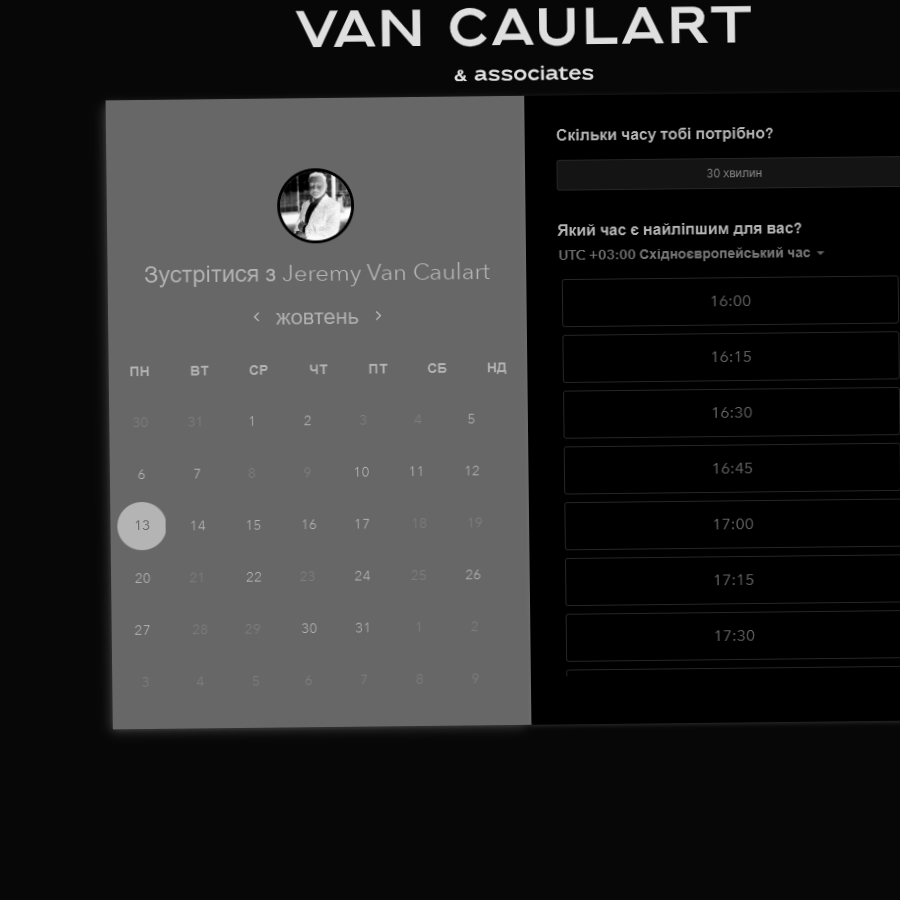 VAN CAULART
& associates
Зустрітися з Jeremy Van Caulart
жовтень
ПН ВТ СР ЧТ ПТ СБ НД
30 31 1 2 3 4 5
6 7 8 9 10 11 12
13 14 15 16 17 18 19
20 21 22 23 24 25 26
27 28 29 30 31 1 2
3 4 5 6 7 8 9
Скільки часу тобі потрібно?
30 хвилин
Який час є найліпшим для вас?
UTC +03:00 Східноєвропейський час
16:00
16:15
16:30
16:45
17:00
17:15
17:30